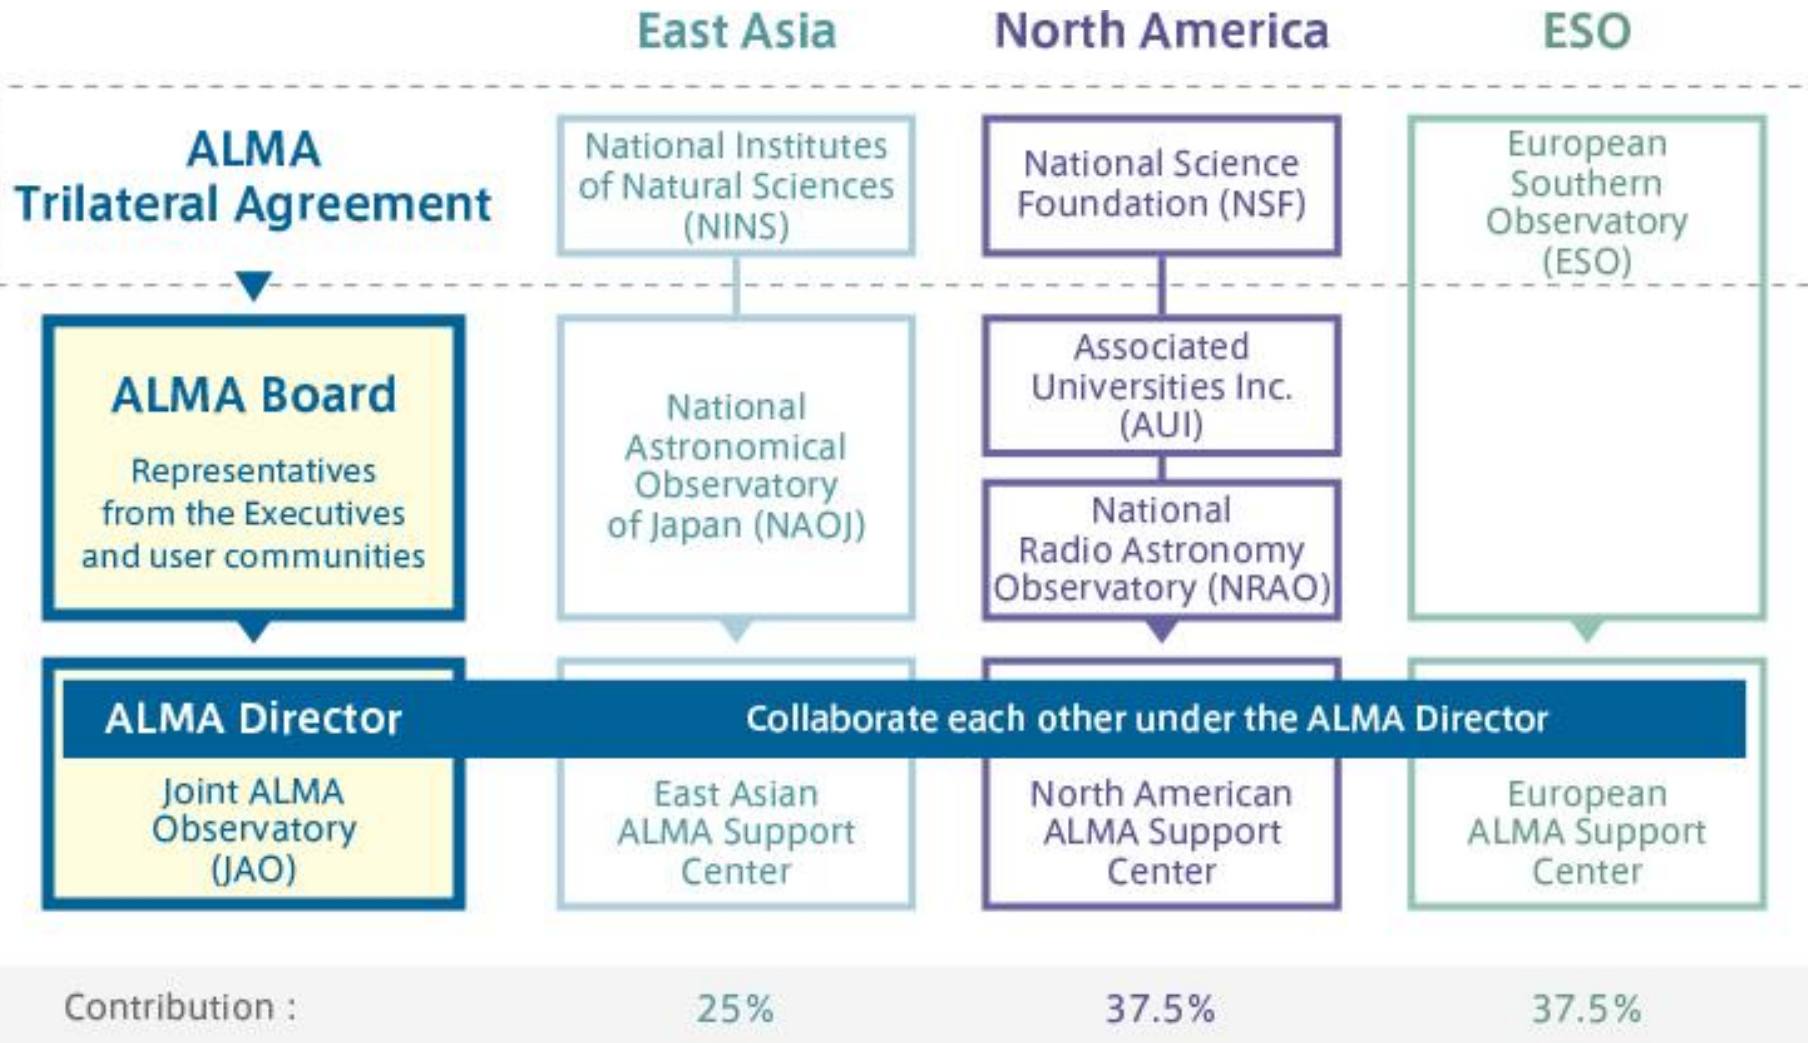 East Asia
North America
ESO
ALMA
Trilateral Agreement
National Institutes
of Natural Sciences
(NINS)
National Science
Foundation (NSF)
European
Southern
Observatory
(ESO)
ALMA Board
Representatives
from the Executives
and user communities
National
Astronomical
Observatory
of Japan (NAOJ)
Associated
Universities Inc.
(AUI)
National
Radio Astronomy
Observatory (NRAO)
ALMA Director
Collaborate each other under the ALMA Director
Joint ALMA
Observatory
(JAO)
East Asian
ALMA Support
Center
North American
ALMA Support
Center
European
ALMA Support
Center
Contribution :
25%
37.5%
37.5%